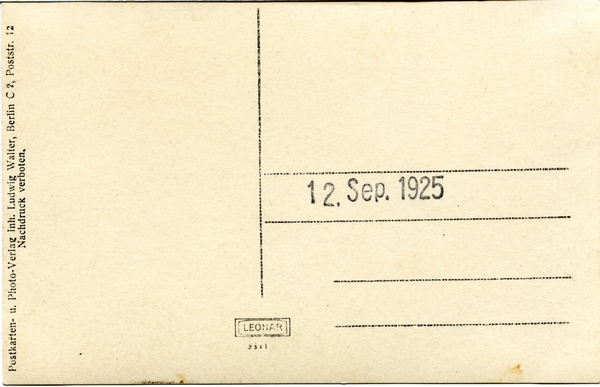 Postkarten- u. Photo-Verlag Inh. Ludwig Walter, Berlin C 2, Poststr. 12
Nachdruck verboten.
12. Sep. 1925
LEONAR